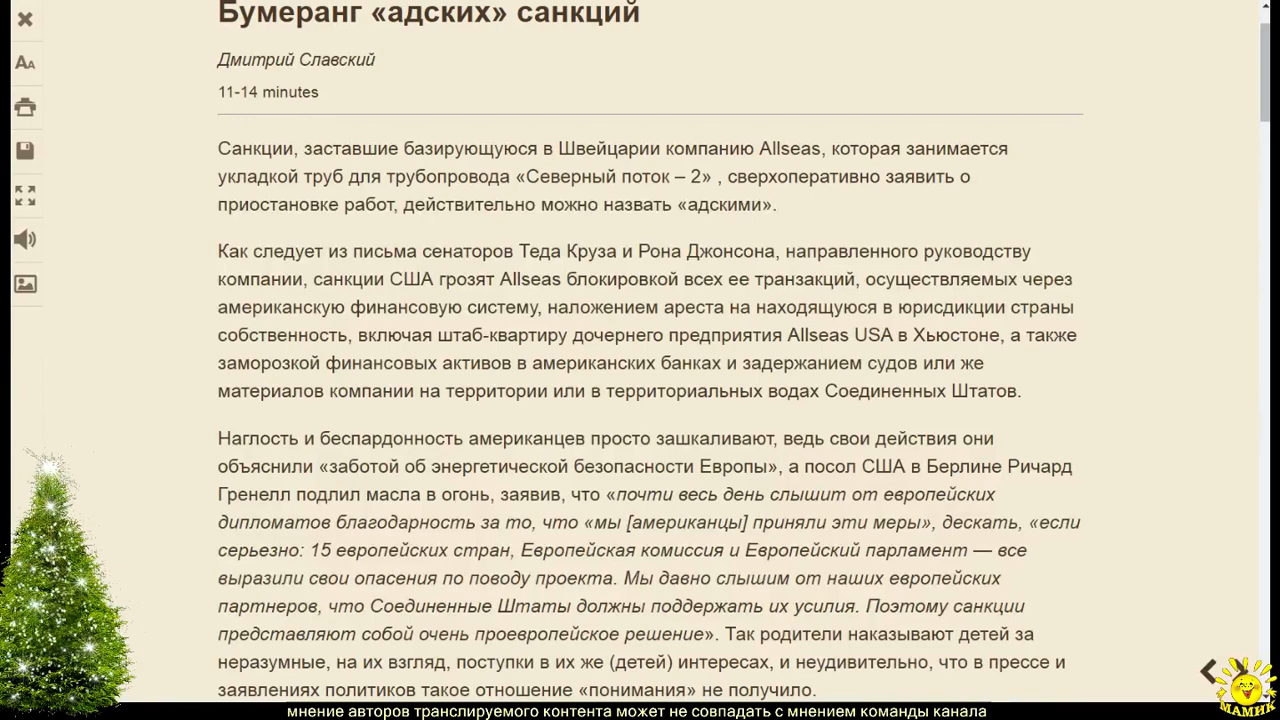 Бумеранг «адских» санкций
Дмитрий Славский
11-14 minutes
Санкции, заставшие базирующуюся в Швейцарии компанию Allseas, которая занимается
укладкой труб для трубопровода «Северный поток – 2» , сверхоперативно заявить о
приостановке работ, действительно можно назвать «адскими».
Как следует из письма сенаторов Теда Круза и Рона Джонсона, направленного руководству
компании, санкции США грозят Allseas блокировкой всех ее транзакций, осуществляемых через
американскую финансовую систему, наложением ареста на находящуюся в юрисдикции страны
собственность, включая штаб-квартиру дочернего предприятия Allseas USA в Хьюстоне, а также
заморозкой финансовых активов в американских банках и задержанием судов или же
материалов компании на территории или в территориальных водах Соединенных Штатов.
Наглость и беспардонность американцев просто зашкаливают, ведь свои действия они
объяснили «заботой об энергетической безопасности Европы», а посол США в Берлине Ричард
Гренелл подлил масла в огонь, заявив, что «почти весь день слышит от европейских
дипломатов благодарность за то, что «мы [американцы] приняли эти меры», дескать, «если
серьезно: 15 европейских стран, Европейская комиссия и Европейский парламент — все
выразили свои опасения по поводу проекта. Мы давно слышим от наших европейских
партнеров, что Соединенные Штаты должны поддержать их усилия. Поэтому санкции
представляют собой очень проевропейское решение». Так родители наказывают детей за
неразумные, на их взгляд, поступки в их же (детей) интересах, и неудивительно, что в прессе и
заявлениях политиков такое отношение «понимания» не получило.
мнение авторов транслируемого контента может не совпадать с мнением команды канала
МАМИК
AA